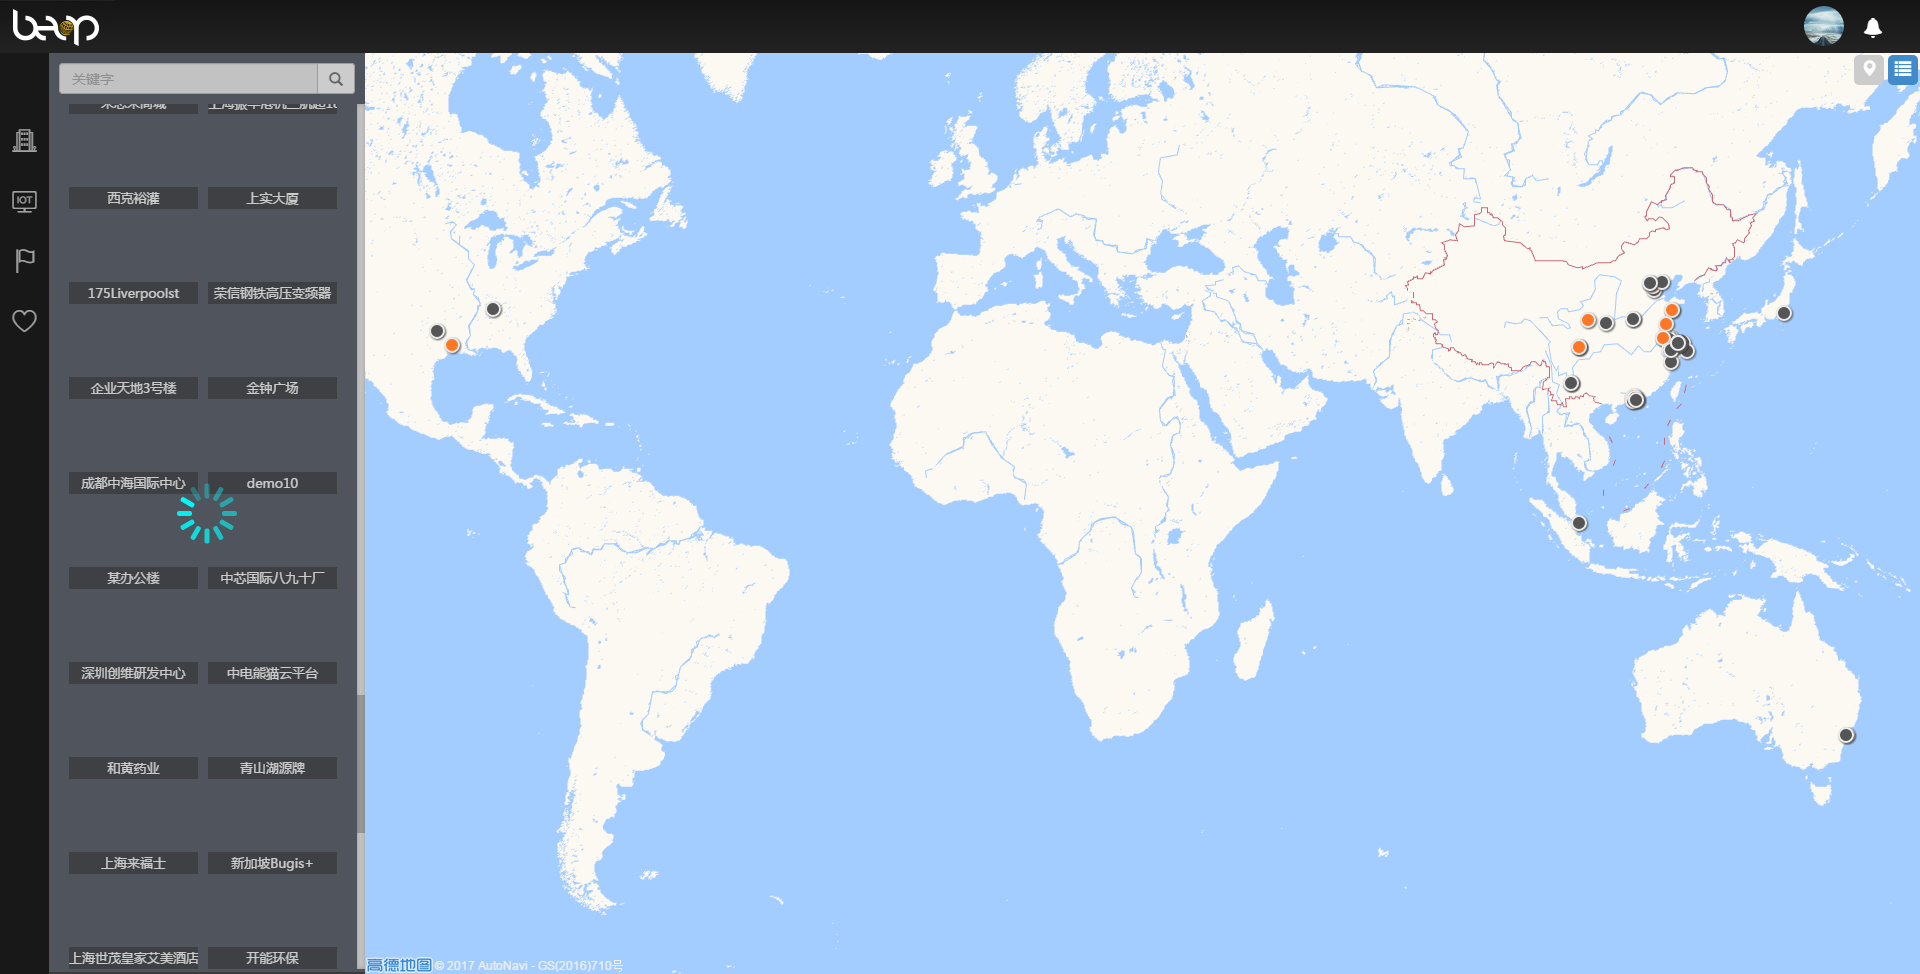 beop
关键字
西克裕灌
上实大厦
IOT
175Liverpoolst
荣信钢铁高压变频器
企业天地3号楼
金钟广场
成都中海国际中心
demo10
某办公楼
中芯国际八九十厂
深圳创维研发中心
中电熊猫云平台
和黄药业
青山湖源牌
上海来福士
新加坡Bugis+
上海世茂皇家艾美酒店
开能环保
高德地图 © 2017 AutoNavi - GS(2016)710号